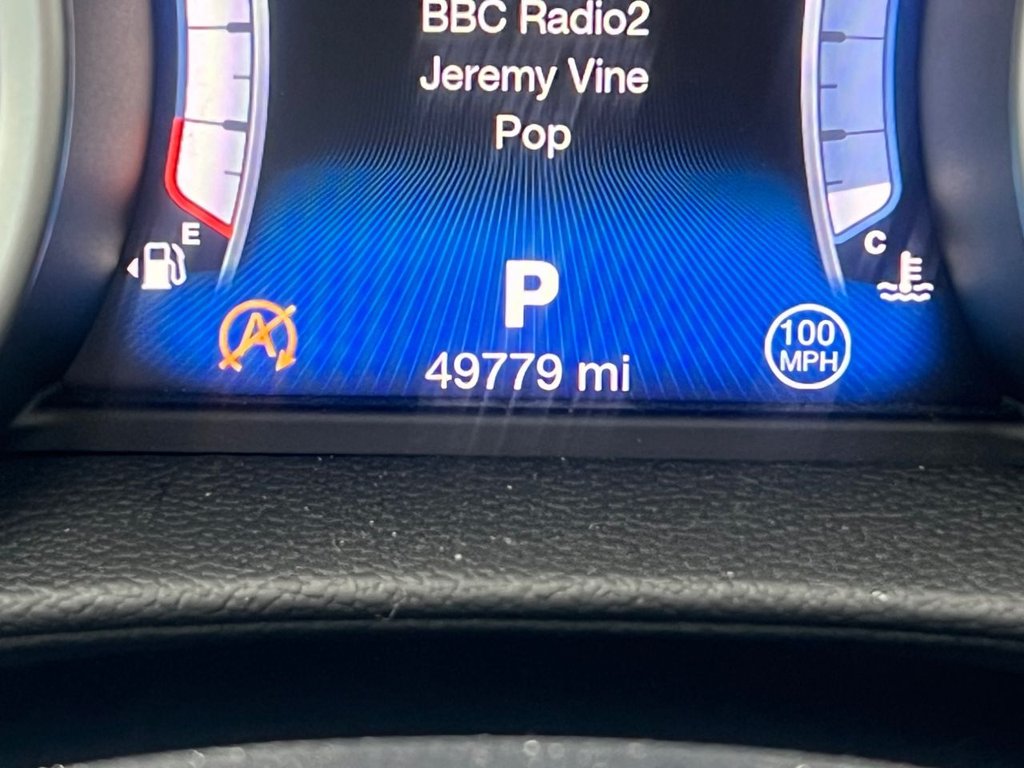 BBC Radio2
Jeremy Vine
Pop
E
C
P
A
100
MPH
49779 mi